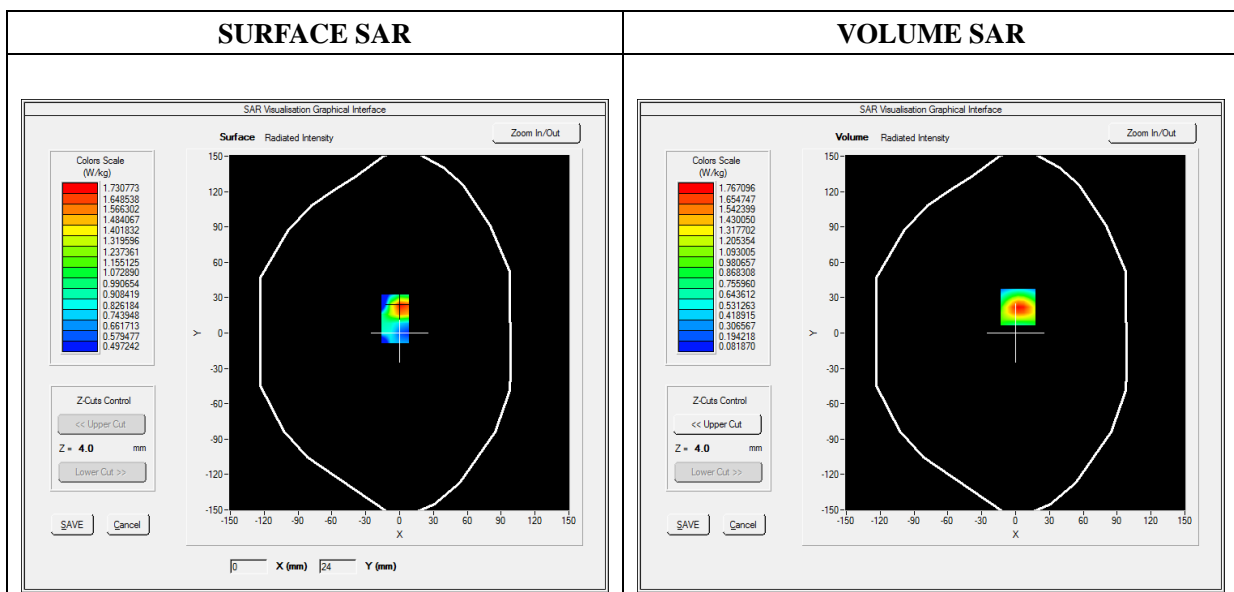 SURFACE SAR
VOLUME SAR
SAR Visualisation Graphical Interface
Surface Radiated Intensity
Zoom In/Out
Colors Scale
(W/kg)
1.730773
1.648538
1.566302
1.484067
1.401832
1.319596
1.237361
1.155125
1.072890
0.990654
0.908419
0.826184
0.743948
0.661713
0.579477
0.497242
150
120
90
60
30
0
-30
-60
-90
-120
-150
Y
-150 -120 -90 -60 -30 0 30 60 90 120 150
X
Z-Cuts Control
<< Upper Cut
Z = 4.0 mm
Lower Cut >>
SAVE Cancel
0 X (mm) 24 Y (mm)
SAR Visualisation Graphical Interface
Volume Radiated Intensity
Zoom In/Out
Colors Scale
(W/kg)
1.767096
1.654747
1.542399
1.430050
1.317702
1.205354
1.093005
0.980657
0.868308
0.755960
0.643612
0.531263
0.418915
0.306567
0.194218
0.081870
150
120
90
60
30
0
-30
-60
-90
-120
-150
Y
-150 -120 -90 -60 -30 0 30 60 90 120 150
X
Z-Cuts Control
<< Upper Cut
Z = 4.0 mm
Lower Cut >>
SAVE Cancel